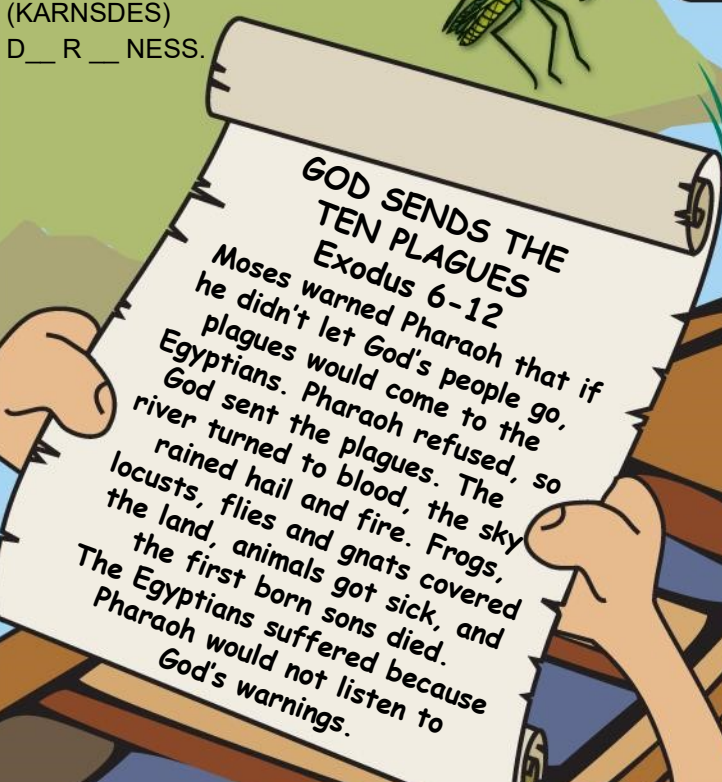 (KARNSDES)
D__ R __ NESS.
GOD SENDS THE
TEN PLAGUES
Exodus 6-12
Moses warned Pharaoh that if
he didn't let God's people go,
plagues would come to the
Egyptians. Pharaoh refused, so
God sent the plagues. The
river turned to blood, the sky
rained hail and fire. Frogs,
locusts, flies and gnats covered
the land, animals got sick, and
the first born sons died.
The Egyptians suffered because
Pharaoh would not listen to
God's warnings.